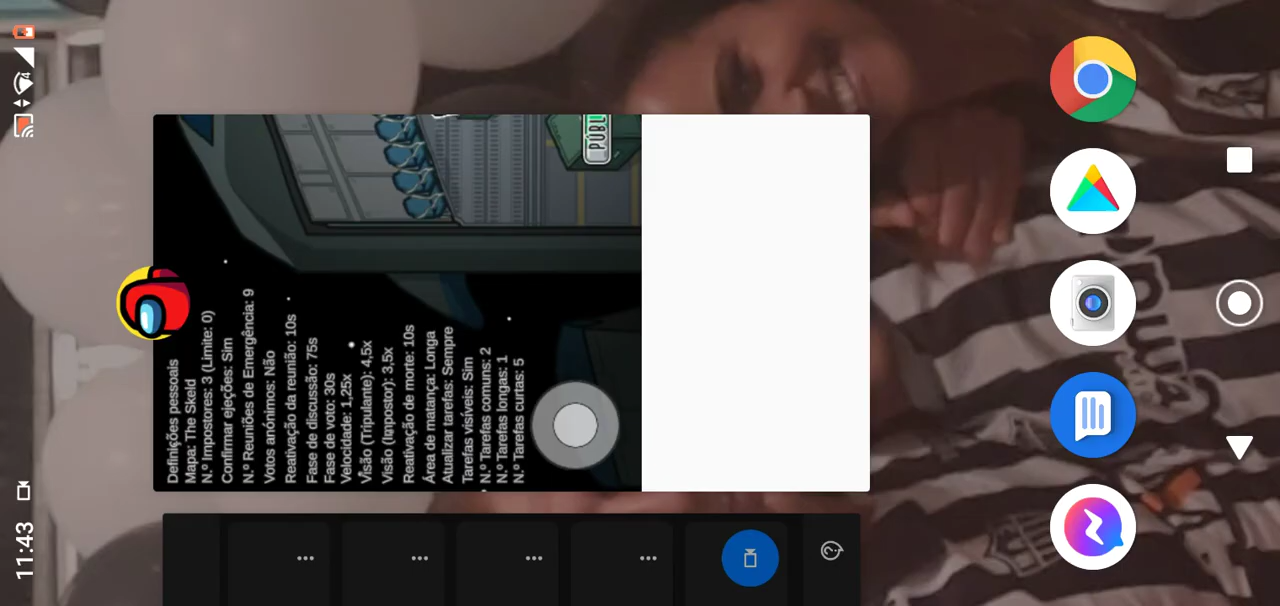 11:43
4
Definições pessoais
Mapa: The Skeld
N.º Impostores: 3 (Limite: 0)
Confirmar ejeções: Sim
N.º Reuniões de Emergência: 9
Votos anónimos: Não
Reativação da reunião: 10s
Fase de discussão: 75s
Fase de voto: 30s
Velocidade: 1,25x
Visão (Tripulante): 4,5x
Visão (Impostor): 3,5x
Reativação de morte: 10s
Área de matança: Longa
Atualizar tarefas: Sempre
Tarefas visíveis: Sim
N.º Tarefas comuns: 2
N.º Tarefas longas: 1
N.º Tarefas curtas: 5
PÚBL